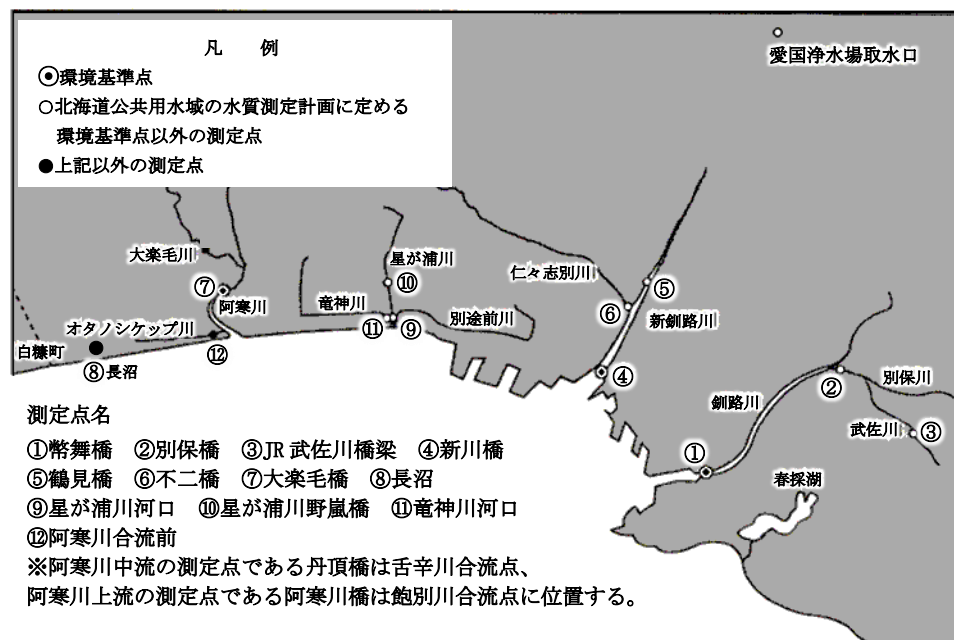 凡　例
◉環境基準点
○北海道公共用水域の水質測定計画に定める
環境基準点以外の測定点
●上記以外の測定点
愛国浄水場取水口
大楽毛川
星が浦川
仁々志別川
⑦
阿寒川
⑩
⑤
竜神川
別途前川
⑥
新釧路川
オタノシケップ川
⑪
⑨
白糠町
⑫
⑧長沼
④
釧路川
②
別保川
武佐川
③
①
春採湖
測定点名
①幣舞橋　②別保橋　③JR武佐川橋梁　④新川橋
⑤鶴見橋　⑥不二橋　⑦大楽毛橋　⑧長沼
⑨星が浦川河口　⑩星が浦川野嵐橋　⑪竜神川河口
⑫阿寒川合流前
※阿寒川中流の測定点である丹頂橋は舌辛川合流点、
阿寒川上流の測定点である阿寒川橋は飽別川合流点に位置する。